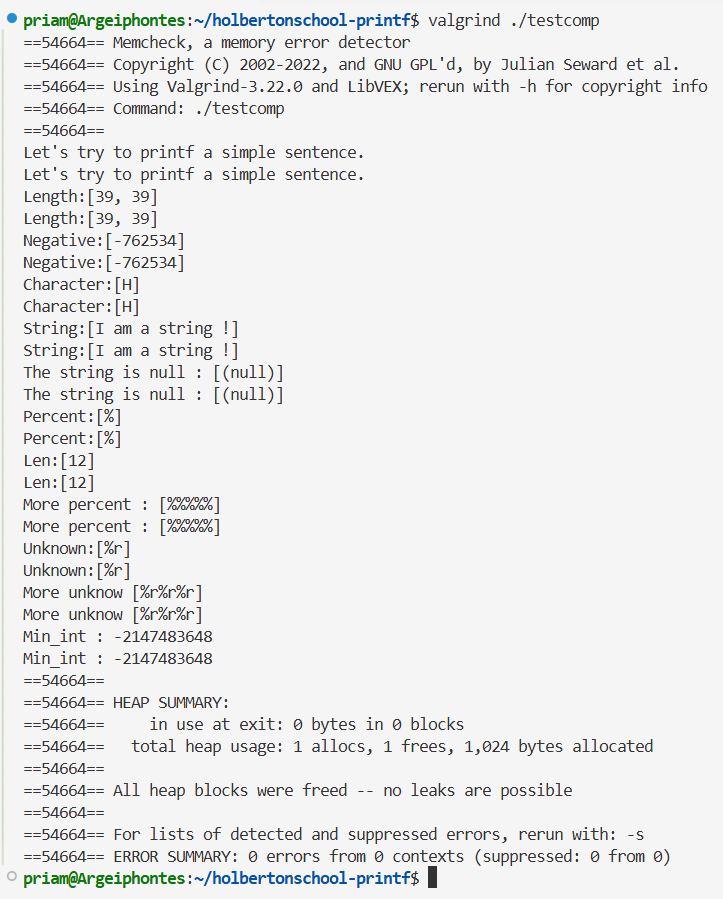 priam@Argeiphontes:~/holbertonschool-printf$ valgrind ./testcomp
==54664== Memcheck, a memory error detector
==54664== Copyright (C) 2002-2022, and GNU GPL'd, by Julian Seward et al.
==54664== Using Valgrind-3.22.0 and LibVEX; rerun with -h for copyright info
==54664== Command: ./testcomp
==54664==
Let's try to printf a simple sentence.
Let's try to printf a simple sentence.
Length:[39, 39]
Length:[39, 39]
Negative:[-762534]
Negative:[-762534]
Character:[H]
Character:[H]
String:[I am a string !]
String:[I am a string !]
The string is null : [(null)]
The string is null : [(null)]
Percent:[%]
Percent:[%]
Len:[12]
Len:[12]
More percent : [%%%%%]
More percent : [%%%%%]
Unknown:[%r]
Unknown:[%r]
More unknow [%r%r%r]
More unknow [%r%r%r]
Min_int : -2147483648
Min_int : -2147483648
==54664==
==54664== HEAP SUMMARY:
==54664==     in use at exit: 0 bytes in 0 blocks
==54664==   total heap usage: 1 allocs, 1 frees, 1,024 bytes allocated
==54664==
==54664== All heap blocks were freed -- no leaks are possible
==54664==
==54664== For lists of detected and suppressed errors, rerun with: -s
==54664== ERROR SUMMARY: 0 errors from 0 contexts (suppressed: 0 from 0)
priam@Argeiphontes:~/holbertonschool-printf$